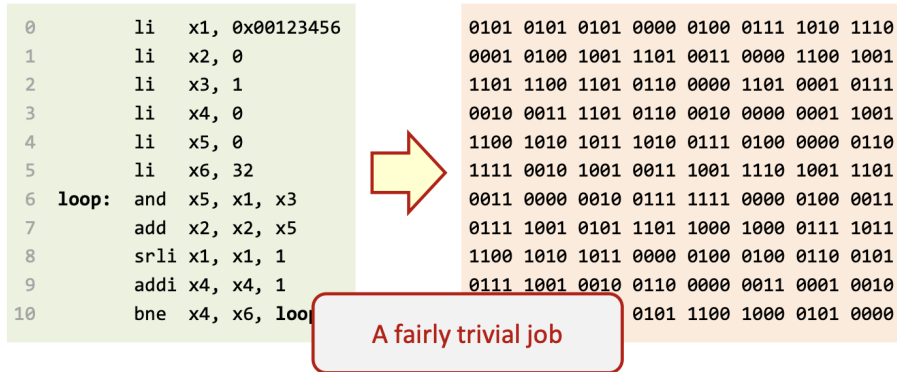 0 li x1, 0x00123456
1 li x2, 0
2 li x3, 1
3 li x4, 0
4 li x5, 0
5 li x6, 32
6 loop: and x5, x1, x3
7 add x2, x2, x5
8 srli x1, x1, 1
9 addi x4, x4, 1
10 bne x4, x6, loop
0101 0101 0101 0000 0100 0111 1010 1110
0001 0100 1001 1101 0011 0000 1100 1001
1101 1100 1101 0110 0000 1101 0001 0111
0010 0011 1101 0110 0010 0000 0001 1001
1100 1010 1011 1010 0111 0100 0000 0110
1111 0010 1001 0011 1001 1110 1001 1101
0011 0000 0010 0111 1111 0000 0100 0011
0111 1001 0101 1101 1000 1000 0111 1011
1100 1010 1011 0000 0100 0100 0110 0101
0111 1001 0010 0110 0000 0011 0001 0010
0101 1100 1000 0101 0000
A fairly trivial job